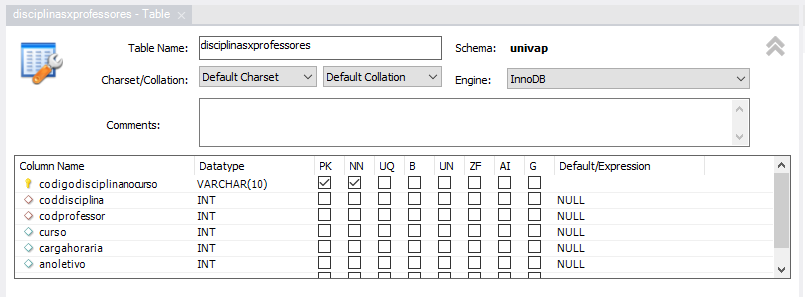 disciplinasxprofessores - Table ×
Table Name: disciplinasxprofessores Schema: univap
Charset/Collation: Default Charset Default Collation Engine: InnoDB
Comments:
Column Name Datatype PK NN UQ B UN ZF AI G Default/Expression
codigodisciplinanocurso VARCHAR(10)
coddisciplina INT NULL
codprofessor INT NULL
curso INT NULL
cargahoraria INT NULL
anoletivo INT NULL